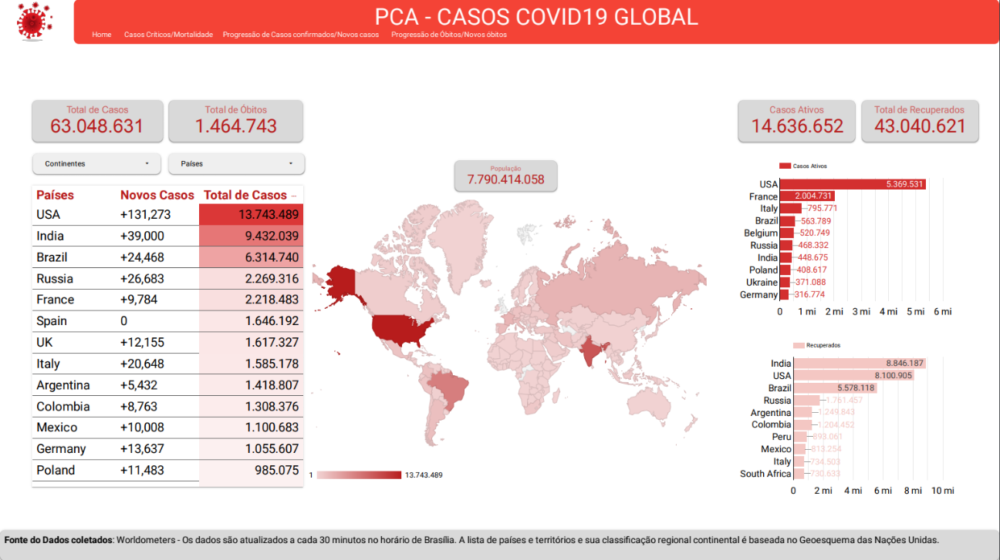 PCA - CASOS COVID19 GLOBAL
Home Casos Críticos/Mortalidade Progressão de Casos confirmados/Novos casos Progressão de Óbitos/Novos óbitos
Total de Casos
63.048.631
Total de Óbitos
1.464.743
Casos Ativos
14.636.652
Total de Recuperados
43.040.621
Continentes
Países
População
7.790.414.058
Países Novos Casos Total de Casos
USA +131,273 13.743.489
India +39,000 9.432.039
Brazil +24,468 6.314.740
Russia +26,683 2.269.316
France +9,784 2.218.483
Spain 0 1.646.192
UK +12,155 1.617.327
Italy +20,648 1.585.178
Argentina +5,432 1.418.807
Colombia +8,763 1.308.376
Mexico +10,008 1.100.683
Germany +13,637 1.055.607
Poland +11,483 985.075
1 13.743.489
Casos Ativos
USA 5.369.531
France 2.004.731
Italy 795.771
Brazil 563.789
Belgium 520.749
Russia 468.332
India 448.675
Poland 408.617
Ukraine 371.088
Germany 316.774
0 1 mi 2 mi 3 mi 4 mi 5 mi 6 mi
Recuperados
India 8.846.187
USA 8.100.905
Brazil 5.578.118
Russia 1.761.457
Argentina 1.249.843
Colombia 1.204.452
Peru 893.061
Mexico 813.254
Italy 734.503
South Africa 730.633
0 2 mi 4 mi 6 mi 8 mi 10 mi
Fonte do Dados coletados: Worldometers - Os dados são atualizados a cada 30 minutos no horário de Brasília. A lista de países e territórios e sua classificação regional continental é baseada no Geoesquema das Nações Unidas.